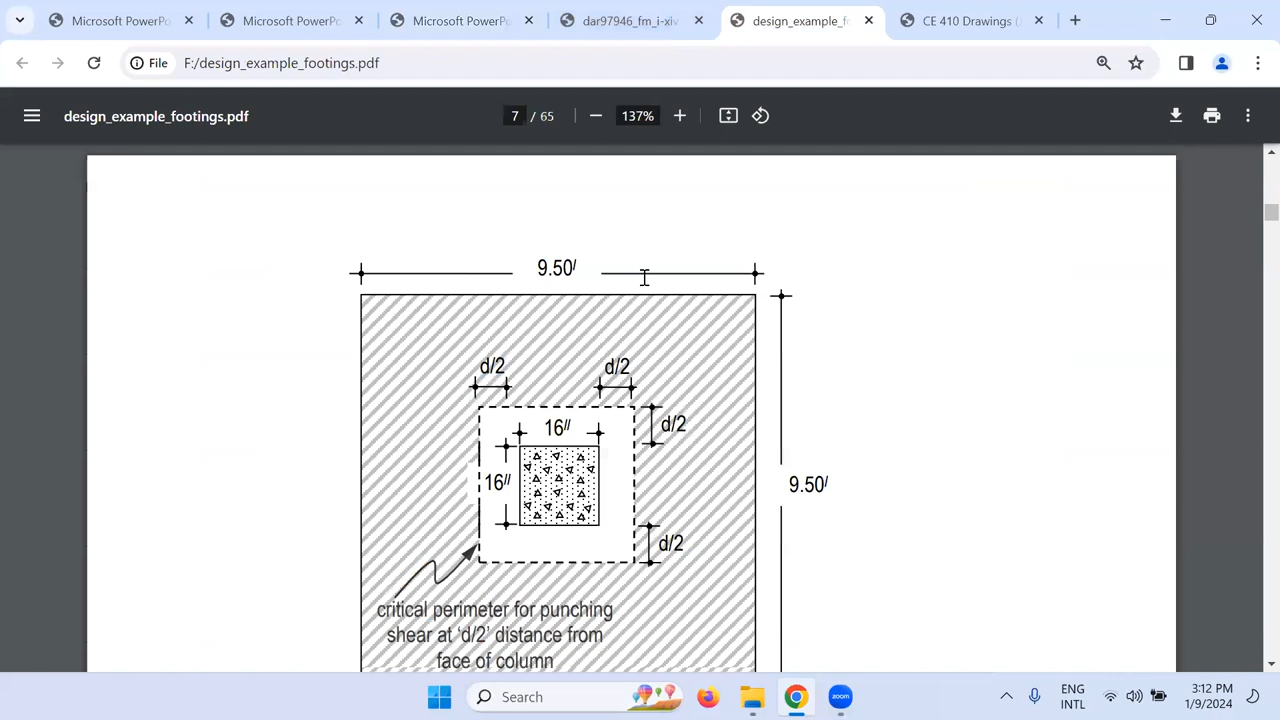 Microsoft PowerPo
Microsoft PowerPo
Microsoft PowerPo
dar97946_fm_i-xiv
design_example_f
CE 410 Drawings (
File
F:/design_example_footings.pdf
design_example_footings.pdf
7 / 65
137%
9.50/
d/2
d/2
16//
d/2
16//
9.50/
d/2
critical perimeter for punching
shear at 'd/2' distance from
face of column
Search
zoom
ENG
INTL
3:12 PM
1/9/2024